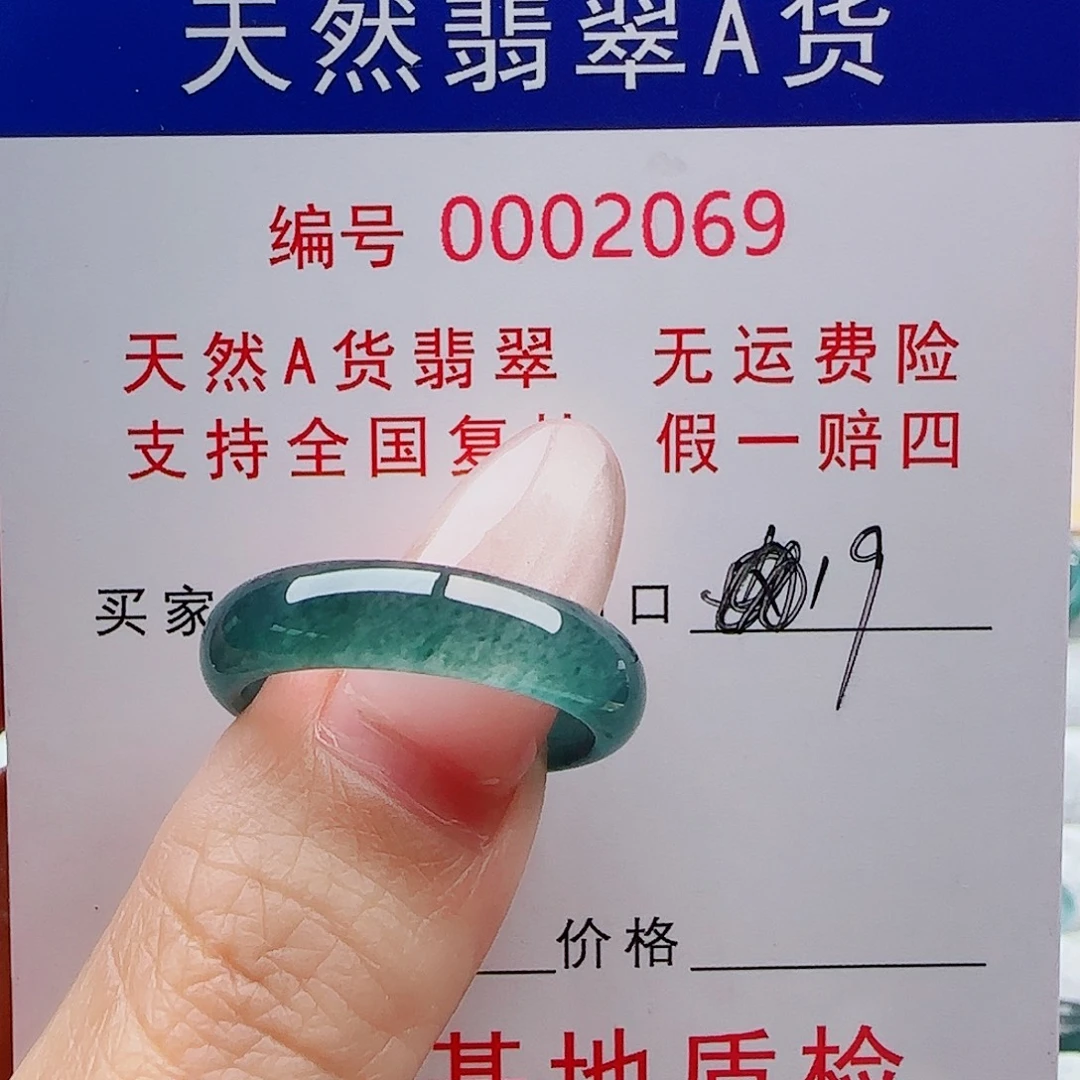 天然翡翠A货
编号 0002069
天然A货翡翠 无运费险
支持全国复 假一赔四
买家 口 19
价格
基地质检